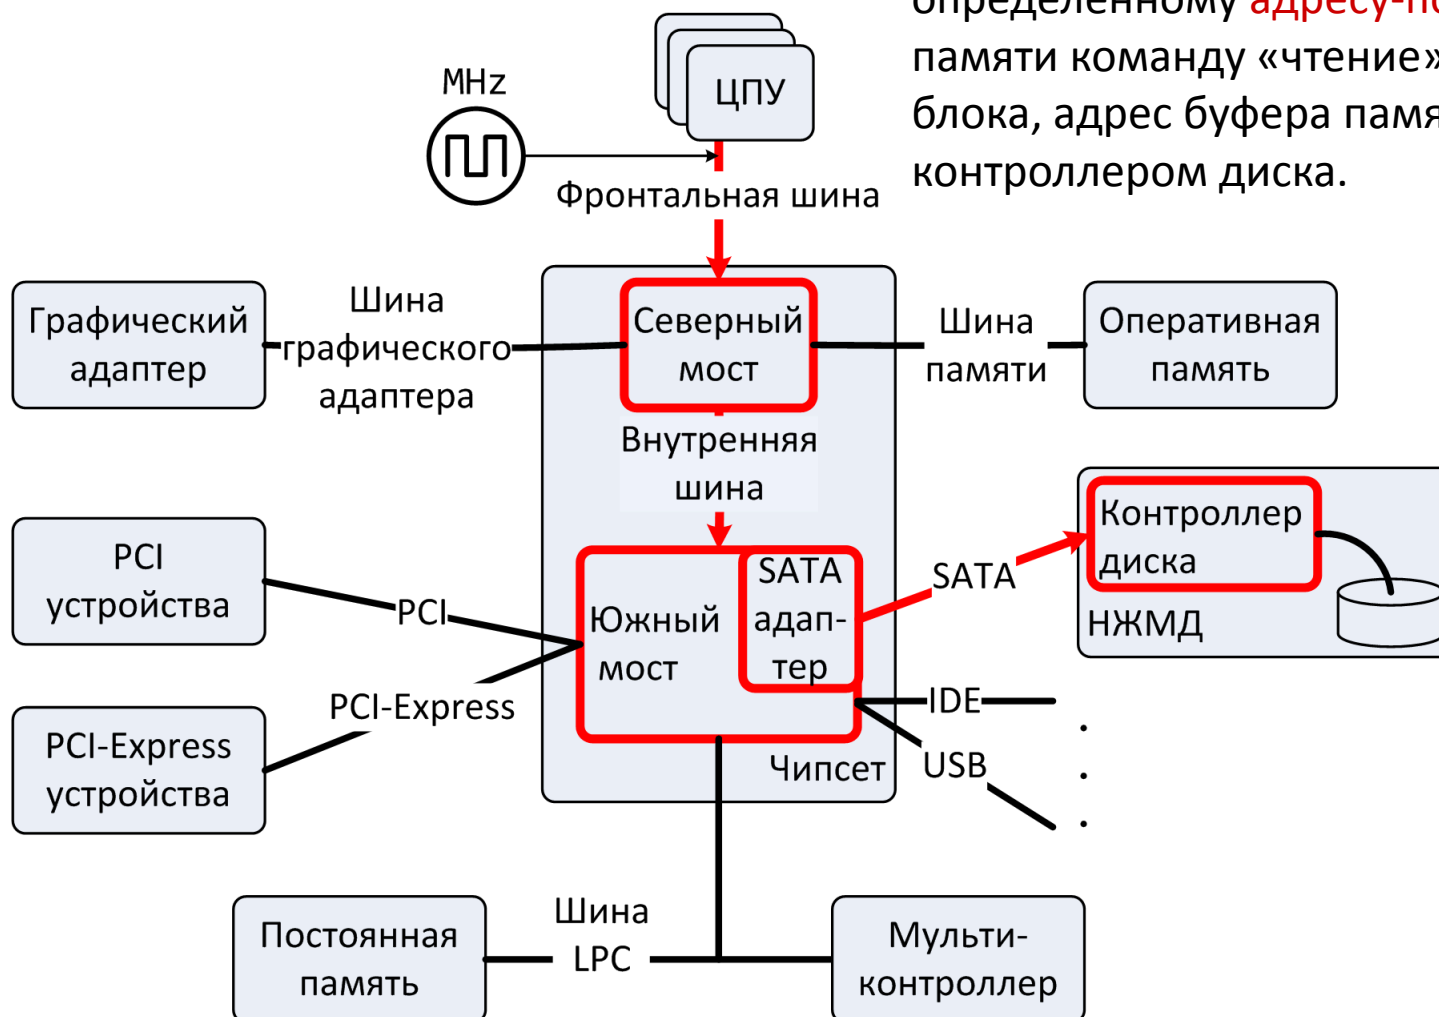 определенному
памяти команду «чтение»
блока, адрес буфера
контроллером диска.
MHz
ЦПУ
Фронтальная шина
Графический
адаптер
Шина
графического
адаптера
Северный
мост
Шина
памяти
Оперативная
память
Внутренняя
шина
PCI
устройства
PCI
Южный
мост
SATA
адап-
тер
SATA
Контроллер
диска
НЖМД
PCI-Express
устройства
PCI-Express
IDE
USB
Чипсет
Постоянная
память
Шина
LPC
Мульти-
контроллер